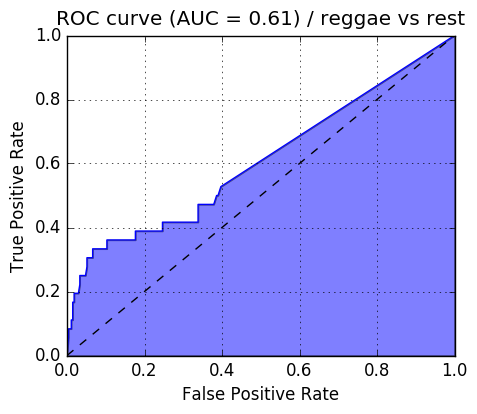 ROC curve (AUC = 0.61) / reggae vs rest
1.0
0.8
0.6
0.4
0.2
0.0
True Positive Rate
0.0 0.2 0.4 0.6 0.8 1.0
False Positive Rate